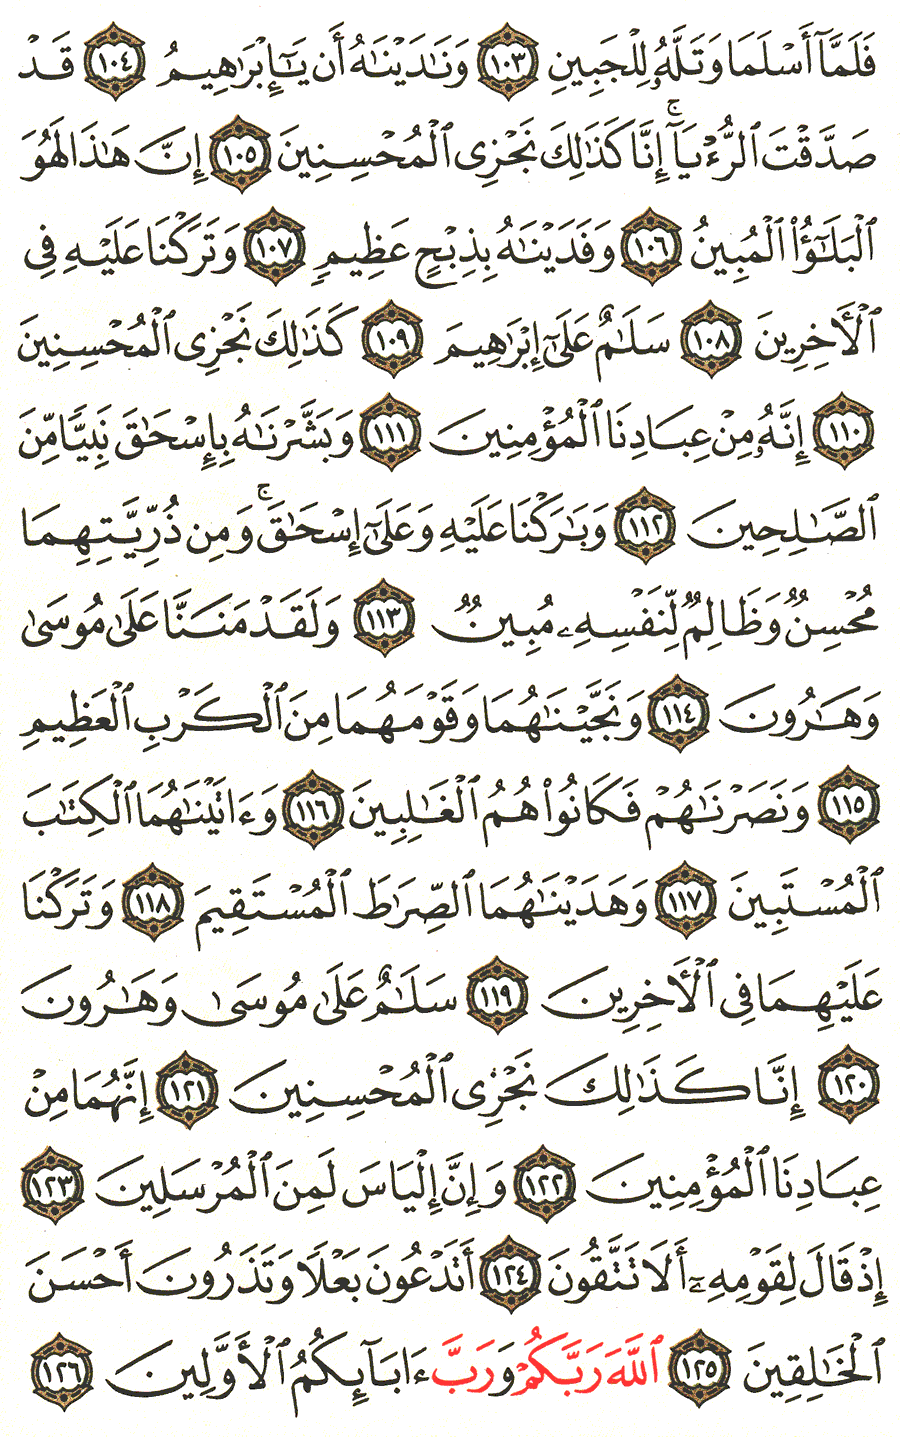 فَلَمَّآ أَسْلَمَا وَتَلَّهُۥ لِلْجَبِينِ ١٠٣ وَنَٰدَيْنَٰهُ أَن يَٰٓإِبْرَٰهِيمُ ١٠٤ قَدْ
صَدَّقْتَ ٱلرُّءْيَآ ۚ إِنَّا كَذَٰلِكَ نَجْزِى ٱلْمُحْسِنِينَ ١٠٥ إِنَّ هَٰذَا لَهُوَ
ٱلْبَلَٰٓؤُا۟ ٱلْمُبِينُ ١٠٦ وَفَدَيْنَٰهُ بِذِبْحٍ عَظِيمٍ ١٠٧ وَتَرَكْنَا عَلَيْهِ فِى
ٱلْأَخِرِينَ ١٠٨ سَلَٰمٌ عَلَىٰٓ إِبْرَٰهِيمَ ١٠٩ كَذَٰلِكَ نَجْزِى ٱلْمُحْسِنِينَ
١١٠ إِنَّهُۥ مِنْ عِبَادِنَا ٱلْمُؤْمِنِينَ ١١١ وَبَشَّرْنَٰهُ بِإِسْحَٰقَ نَبِيًّا مِّنَ
ٱلصَّٰلِحِينَ ١١٢ وَبَٰرَكْنَا عَلَيْهِ وَعَلَىٰٓ إِسْحَٰقَ ۚ وَمِن ذُرِّيَّتِهِمَا
مُحْسِنٌ وَظَالِمٌ لِّنَفْسِهِۦ مُبِينٌ ١١٣ وَلَقَدْ مَنَنَّا عَلَىٰ مُوسَىٰ
وَهَٰرُونَ ١١٤ وَنَجَّيْنَٰهُمَا وَقَوْمَهُمَا مِنَ ٱلْكَرْبِ ٱلْعَظِيمِ
١١٥ وَنَصَرْنَٰهُمْ فَكَانُوا۟ هُمُ ٱلْغَٰلِبِينَ ١١٦ وَءَاتَيْنَٰهُمَا ٱلْكِتَٰبَ
ٱلْمُسْتَبِينَ ١١٧ وَهَدَيْنَٰهُمَا ٱلصِّرَٰطَ ٱلْمُسْتَقِيمَ ١١٨ وَتَرَكْنَا
عَلَيْهِمَا فِى ٱلْأَخِرِينَ ١١٩ سَلَٰمٌ عَلَىٰ مُوسَىٰ وَهَٰرُونَ
١٢٠ إِنَّا كَذَٰلِكَ نَجْزِى ٱلْمُحْسِنِينَ ١٢١ إِنَّهُمَا مِنْ
عِبَادِنَا ٱلْمُؤْمِنِينَ ١٢٢ وَإِنَّ إِلْيَاسَ لَمِنَ ٱلْمُرْسَلِينَ ١٢٣
إِذْ قَالَ لِقَوْمِهِۦٓ أَلَا تَتَّقُونَ ١٢٤ أَتَدْعُونَ بَعْلًا وَتَذَرُونَ أَحْسَنَ
ٱلْخَٰلِقِينَ ١٢٥ ٱللَّهَ رَبَّكُمْ وَرَبَّ ءَابَآئِكُمُ ٱلْأَوَّلِينَ ١٢٦